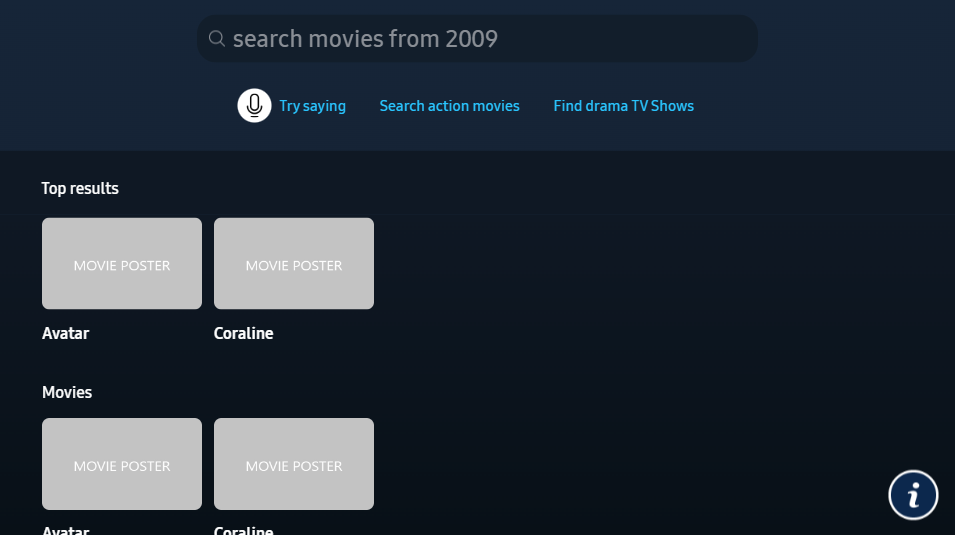 search movies from 2009
Try saying Search action movies Find drama TV Shows
Top results
MOVIE POSTER MOVIE POSTER
Avatar Coraline
Movies
MOVIE POSTER MOVIE POSTER
Avatar Coraline
i